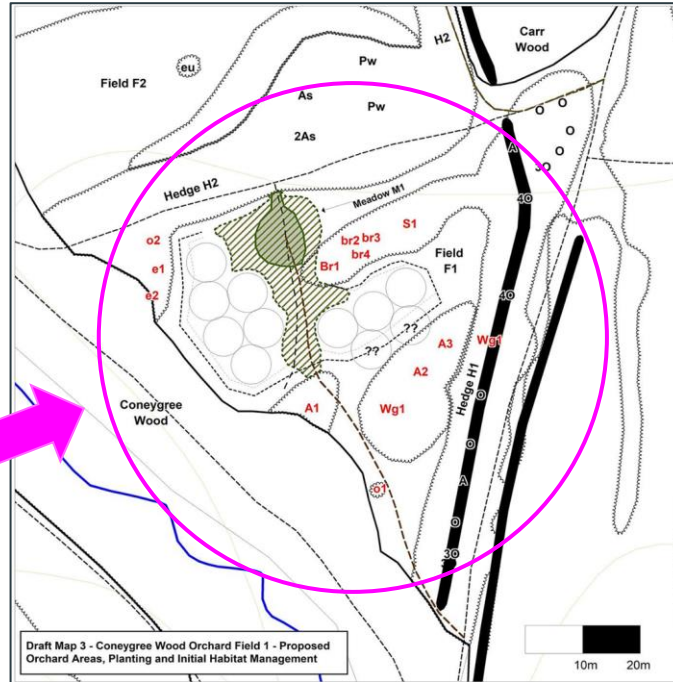 Carr
Wood
H2
Pw
eu
Field F2
As
Pw
O
O
O
2As
A
O
3O
Hedge H2
Meadow M1
4O
S1
o2
br2 br3
br4
Field
F1
e1
Br1
e2
4O
??
??
A3
Wg1
Hedge H1
A2
Coneygree
Wood
A1
Wg1
O
O
A
o1
O
3O
Draft Map 3 - Coneygree Wood Orchard Field 1 - Proposed
Orchard Areas, Planting and Initial Habitat Management
10m 20m